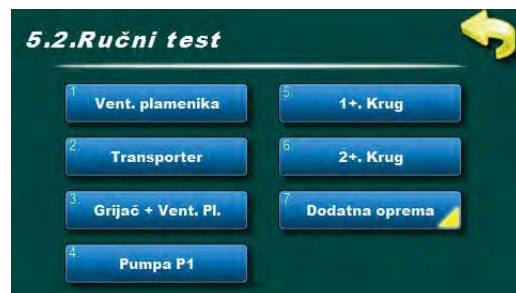 5.2.Ručni test
1.
Vent. plamenika
2.
Transporter
3.
Grijač + Vent. Pl.
4.
Pumpa P1
5.
1+. Krug
6.
2+. Krug
7.
Dodatna oprema